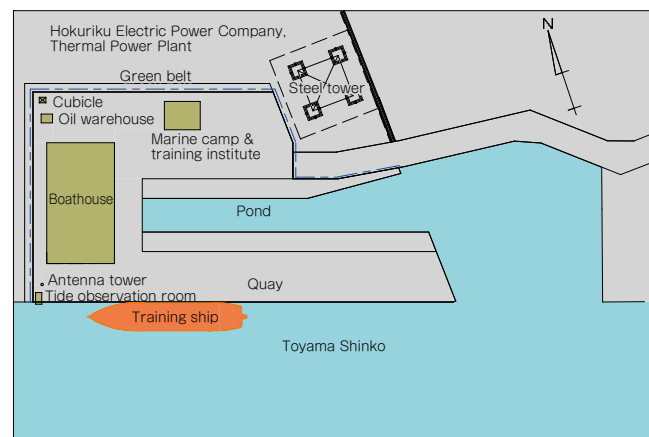 Hokuriku Electric Power Company,
Thermal Power Plant
N
Green belt
Steel tower
Cubicle
Oil warehouse
Marine camp &
training institute
Boathouse
Pond
Antenna tower
Quay
Tide observation room
Training ship
Toyama Shinko